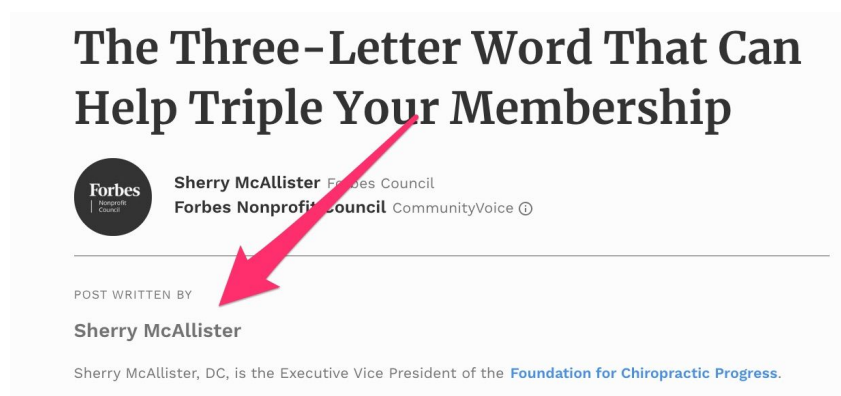 The Three-Letter Word That Can
Help Triple Your Membership
Forbes
Nonprofit
Council
Sherry McAllister Forbes Council
Forbes Nonprofit Council CommunityVoice
POST WRITTEN BY
Sherry McAllister
Sherry McAllister, DC, is the Executive Vice President of the Foundation for Chiropractic Progress.